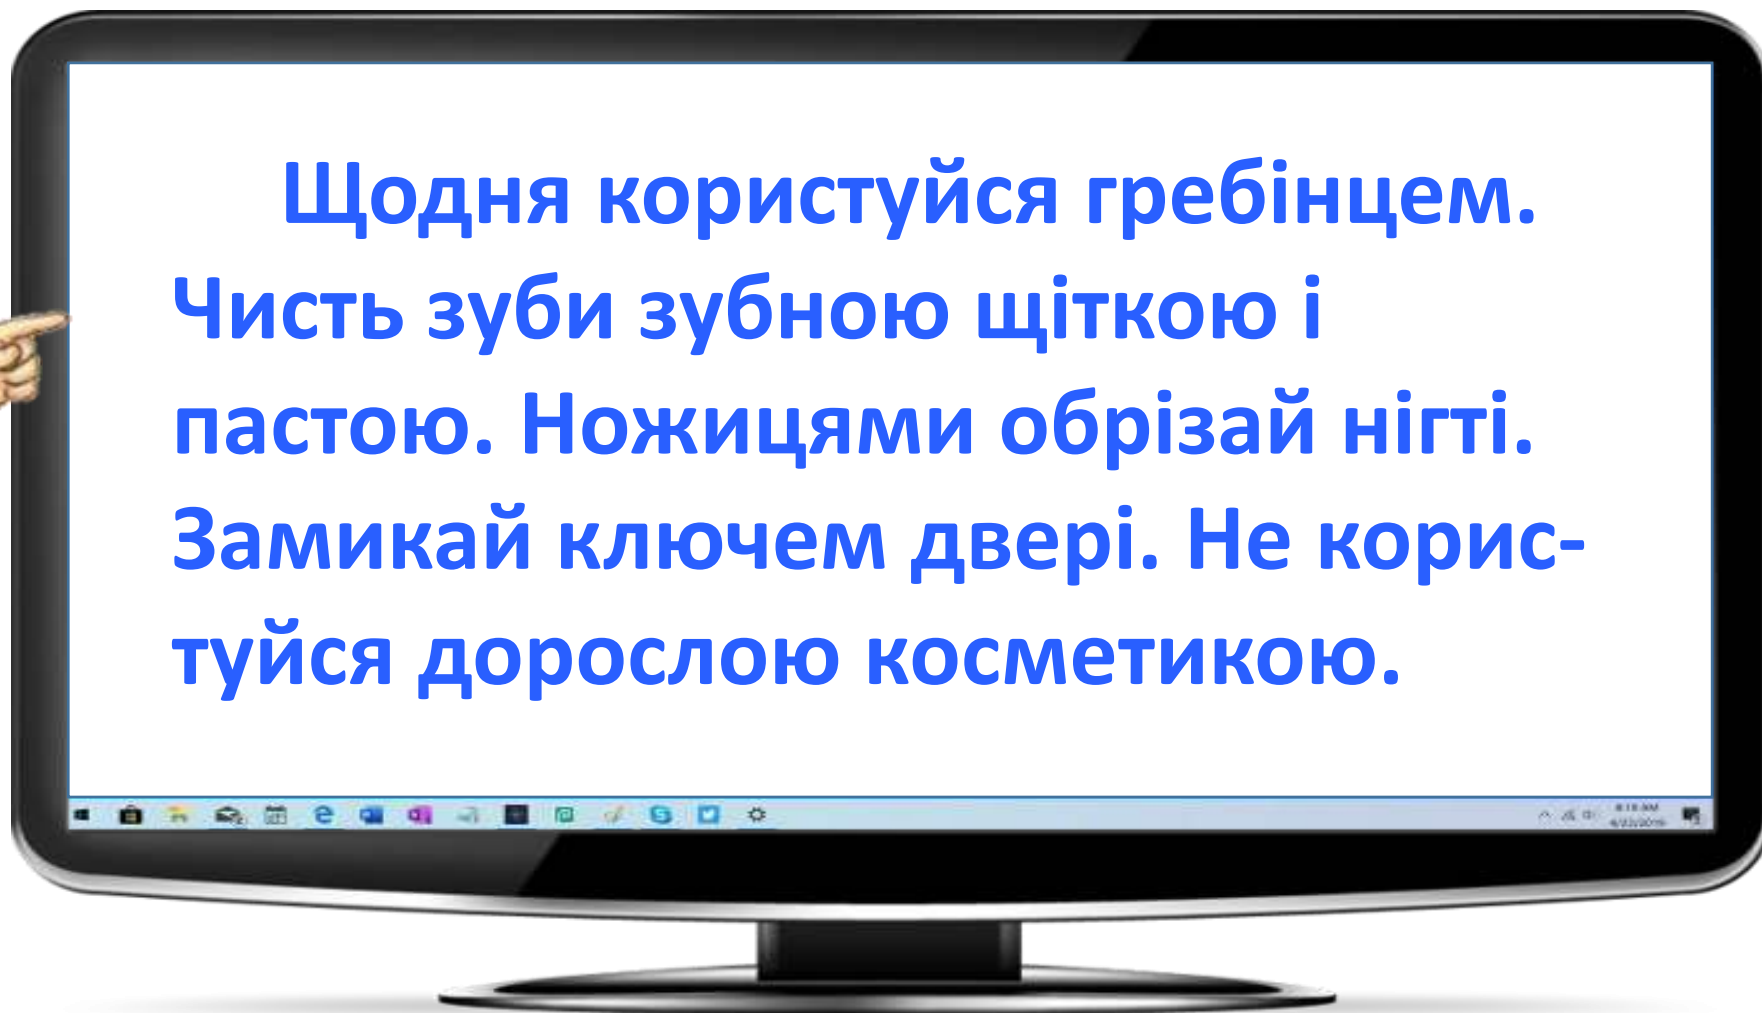 Щодня користуйся гребінцем.
Чисть зуби зубною щіткою і
пастою. Ножицями обрізай нігті.
Замикай ключем двері. Не корис-
туйся дорослою косметикою.